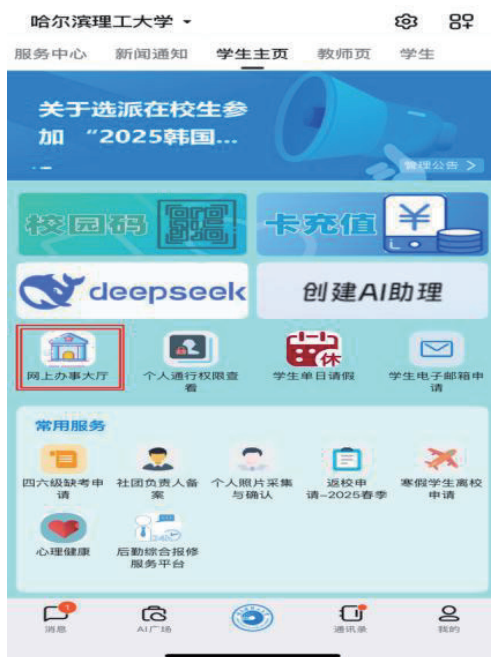 哈尔滨理工大学
服务中心 新闻通知 学生主页 教师页 学生
关于选派在校生参
加 “2025韩国...
管理公告 >
校园码 卡充值
deepseek 创建AI助理
网上办事大厅 个人通行权限查看 学生单日请假 学生电子邮箱申请
常用服务
四六级缺考申请 社团负责人备案 个人照片采集与确认 返校申请-2025春季 寒假学生离校申请
心理健康 后勤综合报修服务平台
消息 AI广场 通讯录 我的